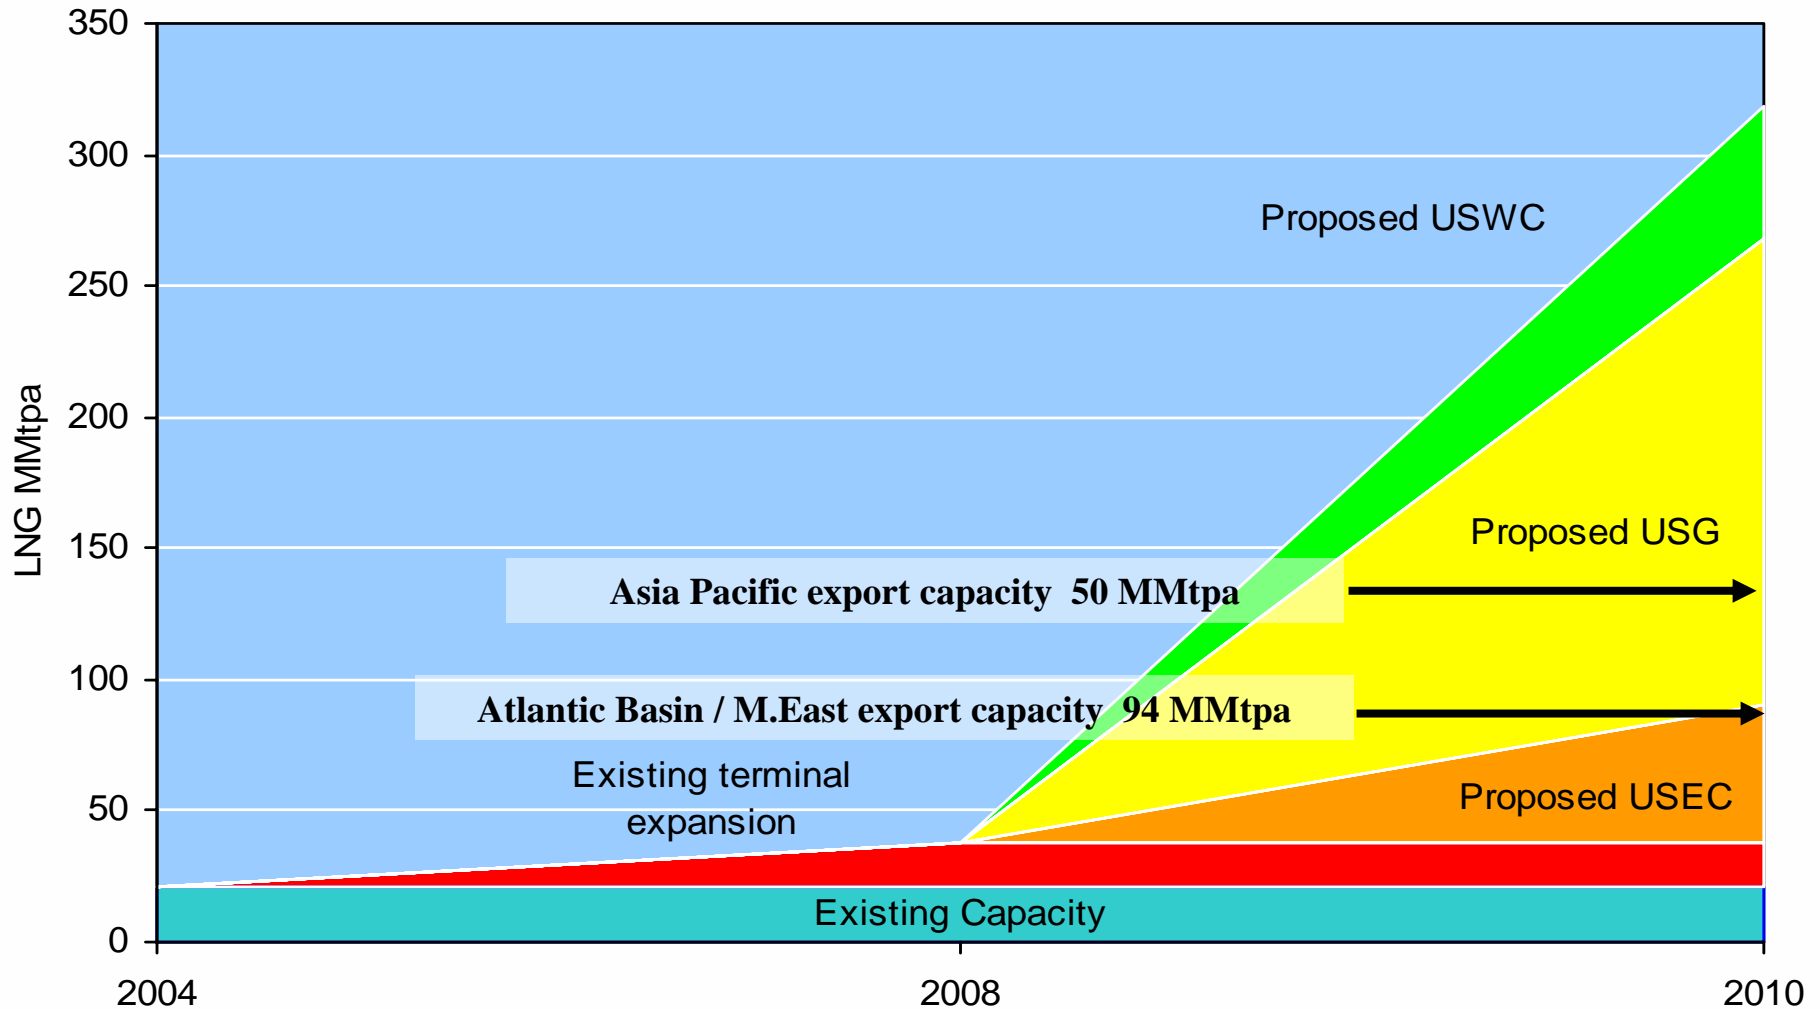 350
300
250
200
150
100
50
0
LNG MMtpa
Proposed USWC
Proposed USG
Asia Pacific export capacity  50 MMtpa
Atlantic Basin / M.East export capacity  94 MMtpa
Existing terminal
expansion
Proposed USEC
Existing Capacity
2004
2008
2010